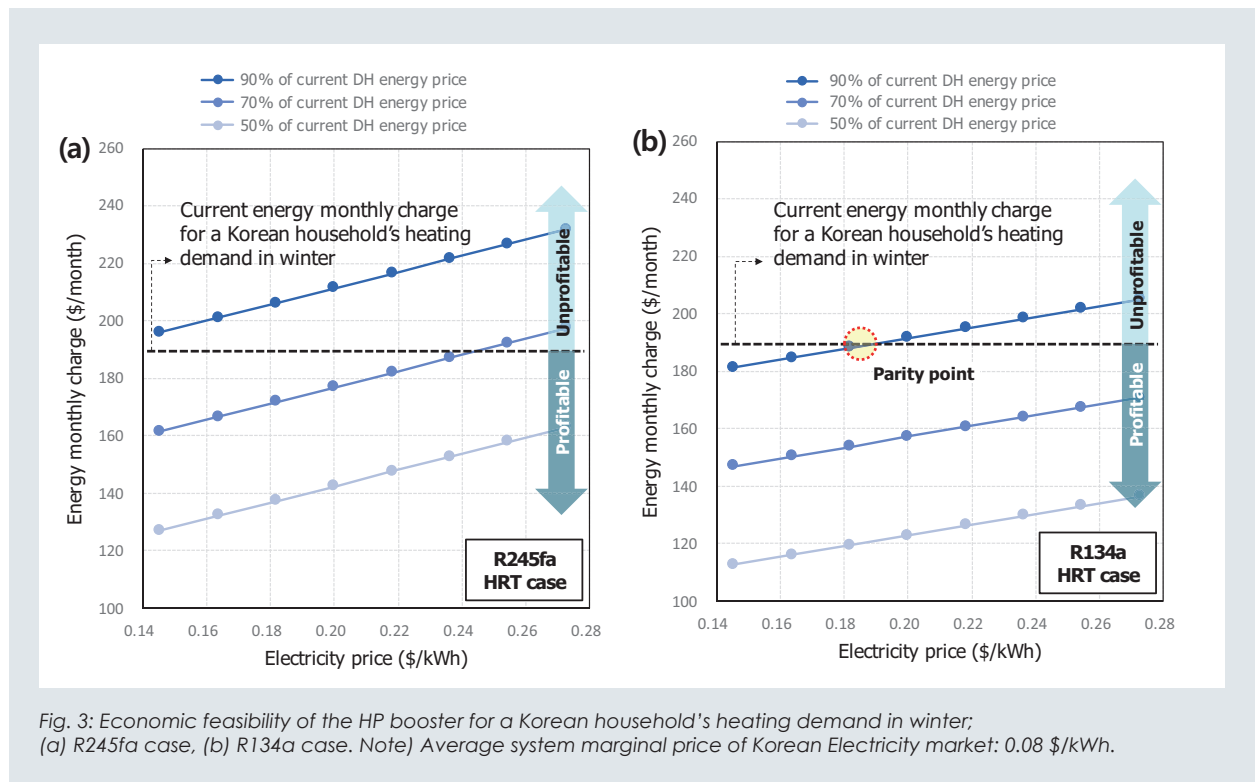 90% of current DH energy price
70% of current DH energy price
50% of current DH energy price
(a)
260
240
220
200
180
160
140
120
100
Energy monthly charge ($/month)
Current energy monthly charge
for a Korean household's heating
demand in winter
Unprofitable
Profitable
R245fa
HRT case
0.14 0.16 0.18 0.20 0.22 0.24 0.26 0.28
Electricity price ($/kWh)
90% of current DH energy price
70% of current DH energy price
50% of current DH energy price
(b)
260
240
220
200
180
160
140
120
100
Energy monthly charge ($/month)
Current energy monthly charge
for a Korean household's heating
demand in winter
Parity point
Unprofitable
Profitable
R134a
HRT case
0.14 0.16 0.18 0.20 0.22 0.24 0.26 0.28
Electricity price ($/kWh)
Fig. 3: Economic feasibility of the HP booster for a Korean household's heating demand in winter;
(a) R245fa case, (b) R134a case. Note) Average system marginal price of Korean Electricity market: 0.08 $/kWh.